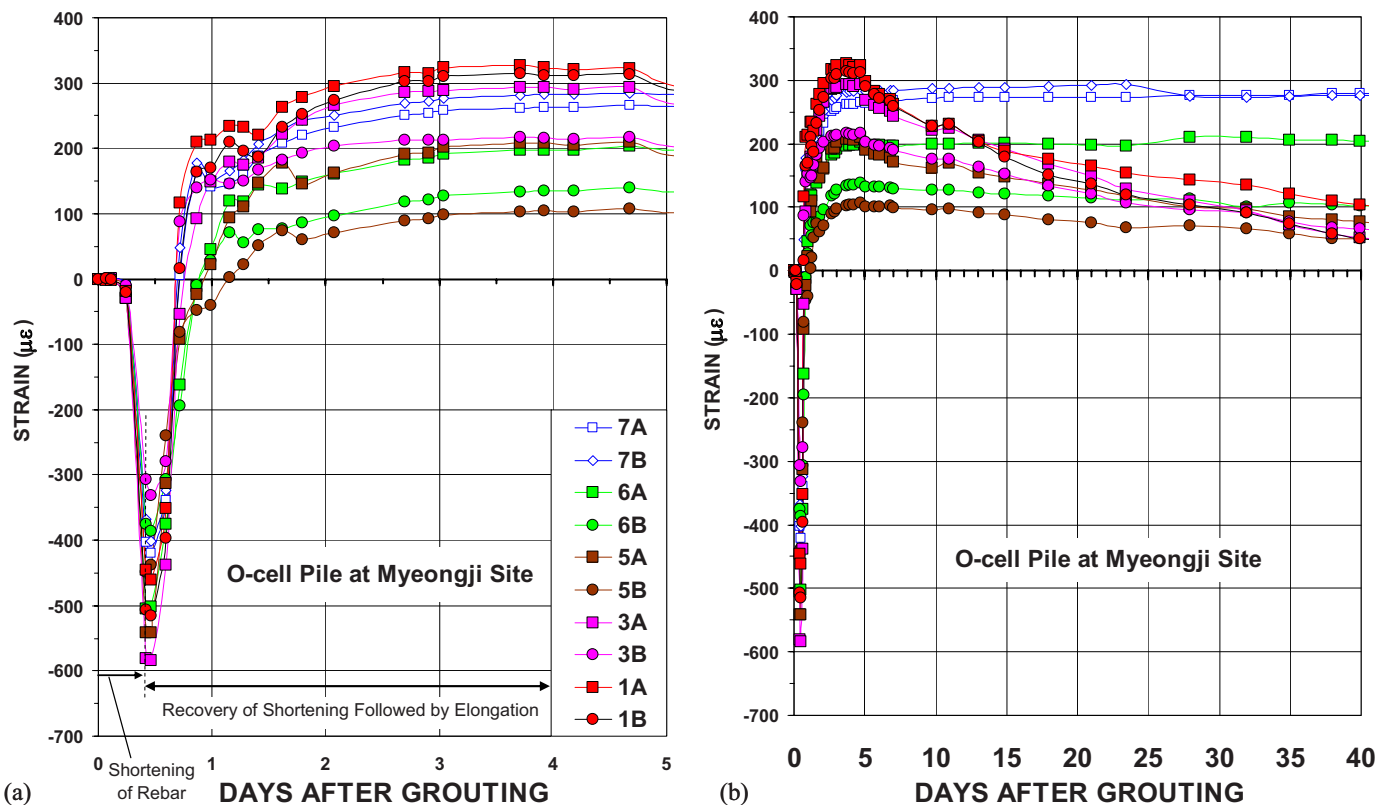 400
300
200
100
0
-100
-200
-300
-400
-500
-600
-700
STRAIN (µε)
7A
7B
6A
6B
5A
5B
3A
3B
1A
1B
O-cell Pile at Myeongji Site
Recovery of Shortening Followed by Elongation
0 1 2 3 4 5
Shortening
of Rebar
(a) DAYS AFTER GROUTING
400
300
200
100
0
-100
-200
-300
-400
-500
-600
-700
STRAIN (µε)
O-cell Pile at Myeongji Site
0 5 10 15 20 25 30 35 40
(b) DAYS AFTER GROUTING